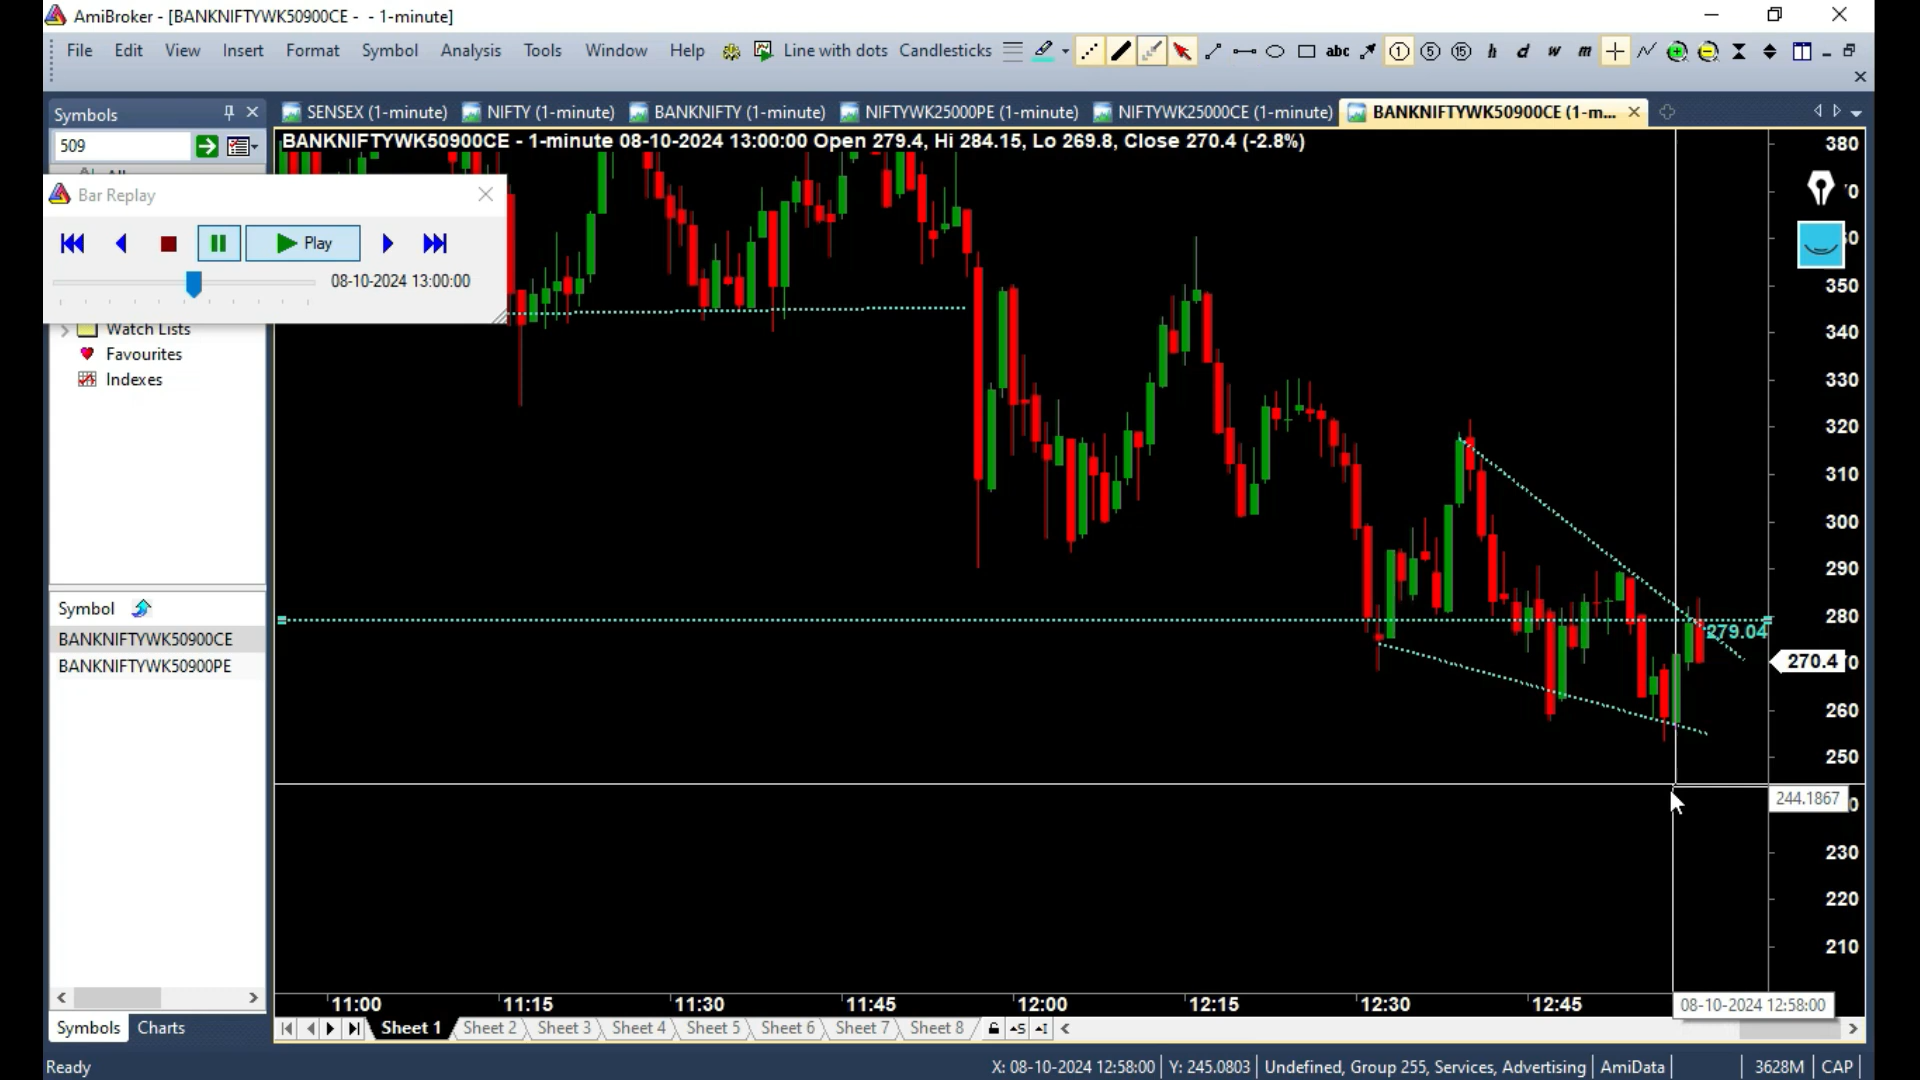 AmiBroker - [BANKNIFTYWK50900CE - - 1-minute]
File Edit View Insert Format Symbol Analysis Tools Window Help Line with dots Candlesticks abc 1 5 15 h d w m
Symbols
SENSEX (1-minute) NIFTY (1-minute) BANKNIFTY (1-minute) NIFTYWK25000PE (1-minute) NIFTYWK25000CE (1-minute) BANKNIFTYWK50900CE (1-m...
509
BANKNIFTYWK50900CE - 1-minute 08-10-2024 13:00:00 Open 279.4, Hi 284.15, Lo 269.8, Close 270.4 (-2.8%)
Bar Replay
Play
08-10-2024 13:00:00
Watch Lists
Favourites
Indexes
Symbol
BANKNIFTYWK50900CE
BANKNIFTYWK50900PE
Symbols Charts
380
350
340
330
320
310
300
290
280
279.04
270.4
260
250
244.1867
230
220
210
11:00 11:15 11:30 11:45 12:00 12:15 12:30 12:45 08-10-2024 12:58:00
Sheet 1 Sheet 2 Sheet 3 Sheet 4 Sheet 5 Sheet 6 Sheet 7 Sheet 8
Ready X: 08-10-2024 12:58:00 Y: 245.0803 Undefined, Group 255, Services, Advertising AmiData 3628M CAP